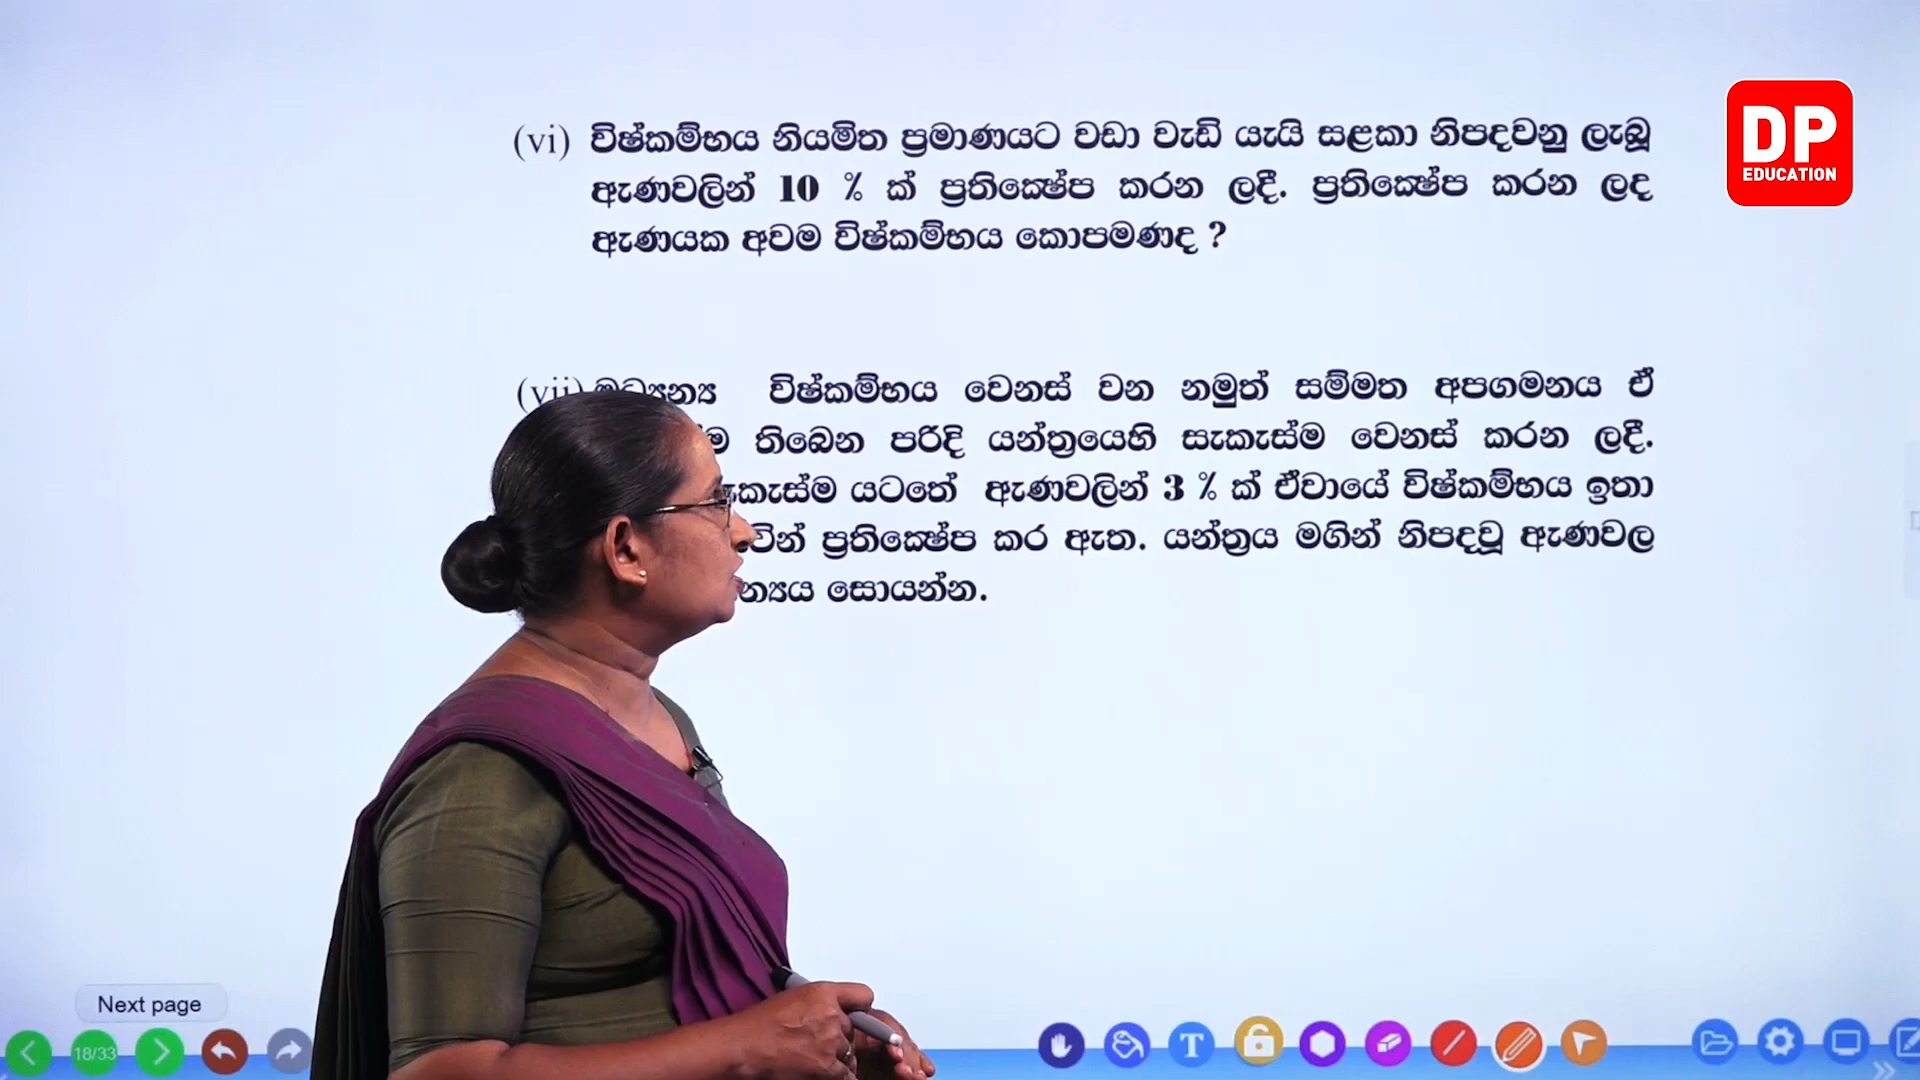 DP
EDUCATION
(vi) විෂ්කම්භය නියමිත ප්‍රමාණයට වඩා වැඩි යැයි සළකා නිපදවනු ලැබූ
ඇණවලින් 10 % ක් ප්‍රතික්ෂේප කරන ලදී. ප්‍රතික්ෂේප කරන ලද
ඇණයක අවම විෂ්කම්භය කොපමණද ?
(vii) මධ්‍යන්‍ය විෂ්කම්භය වෙනස් වන නමුත් සම්මත අපගමනය ඒ
තිබෙන පරිදි යන්ත්‍රයෙහි සැකැස්ම වෙනස් කරන ලදී.
යටතේ ඇණවලින් 3 % ක් ඒවායේ විෂ්කම්භය ඉතා
ප්‍රතික්ෂේප කර ඇත. යන්ත්‍රය මගින් නිපදවූ ඇණවල
සොයන්න.
Next page
18/33